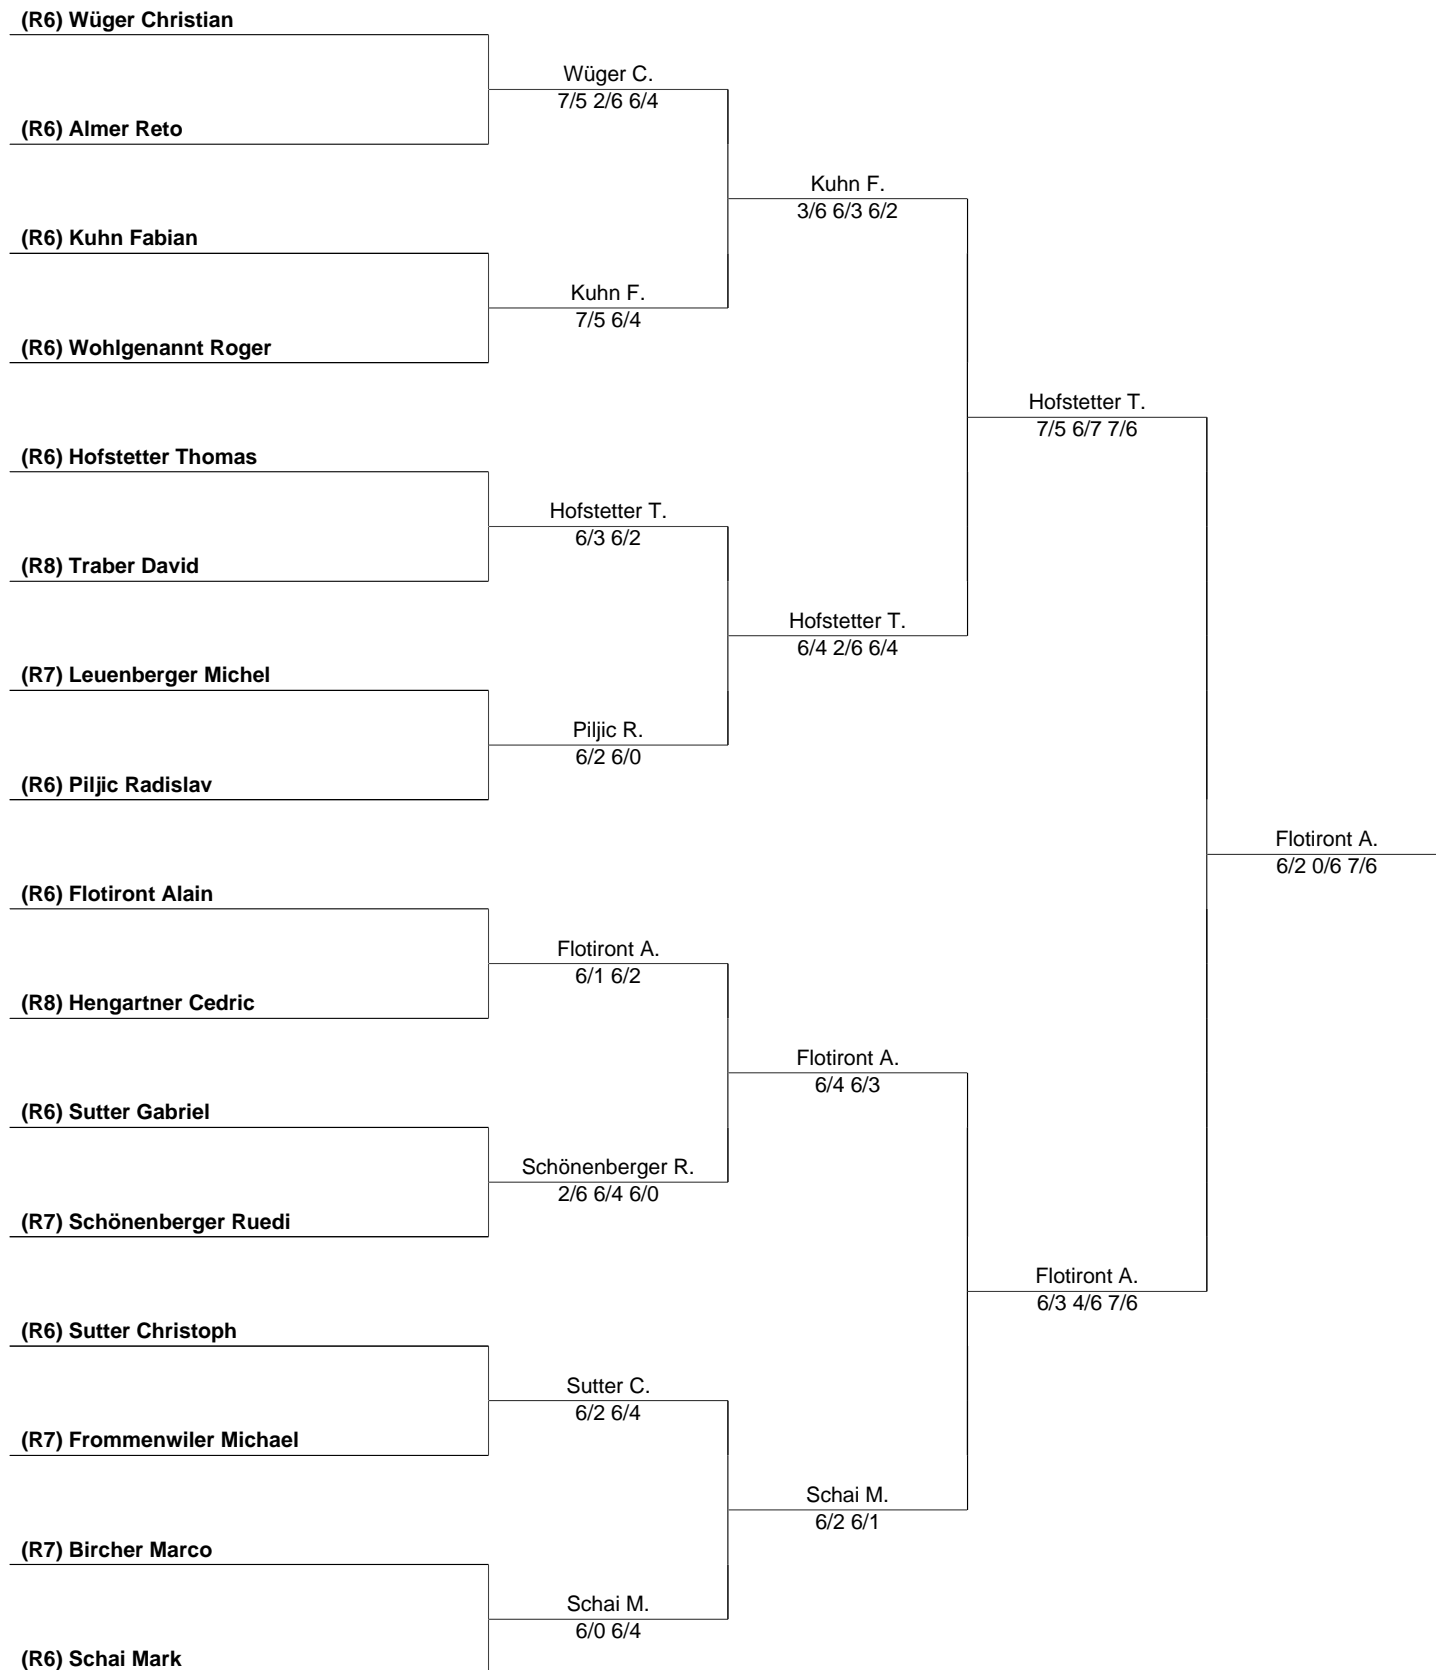 (R6) Wüger Christian
Wüger C.
7/5 2/6 6/4
(R6) Almer Reto
Kuhn F.
3/6 6/3 6/2
(R6) Kuhn Fabian
Kuhn F.
7/5 6/4
(R6) Wohlgenannt Roger
Hofstetter T.
7/5 6/7 7/6
(R6) Hofstetter Thomas
Hofstetter T.
6/3 6/2
(R8) Traber David
Hofstetter T.
6/4 2/6 6/4
(R7) Leuenberger Michel
Piljic R.
6/2 6/0
(R6) Piljic Radislav
Flotiront A.
6/2 0/6 7/6
(R6) Flotiront Alain
Flotiront A.
6/1 6/2
(R8) Hengartner Cedric
Flotiront A.
6/4 6/3
(R6) Sutter Gabriel
Schönenberger R.
2/6 6/4 6/0
(R7) Schönenberger Ruedi
Flotiront A.
6/3 4/6 7/6
(R6) Sutter Christoph
Sutter C.
6/2 6/4
(R7) Frommenwiler Michael
Schai M.
6/2 6/1
(R7) Bircher Marco
Schai M.
6/0 6/4
(R6) Schai Mark